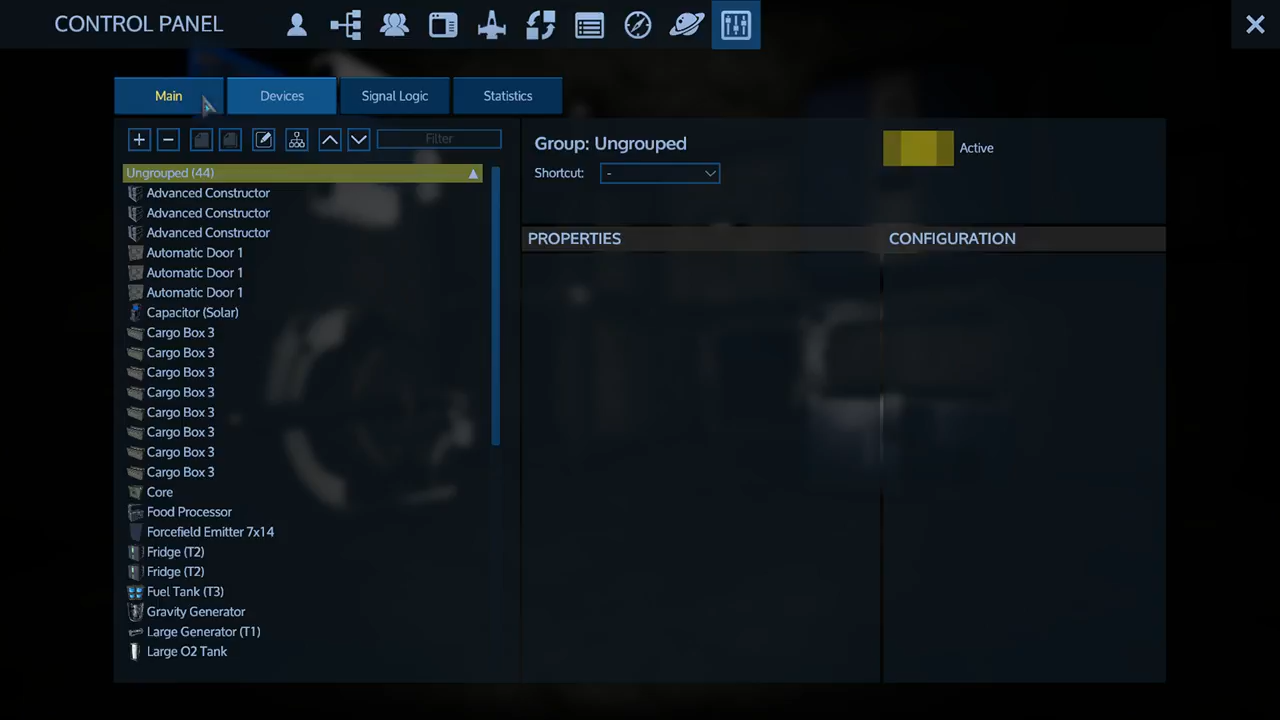 CONTROL PANEL
Main
Devices
Signal Logic
Statistics
Filter
Ungrouped (44)
Advanced Constructor
Advanced Constructor
Advanced Constructor
Automatic Door 1
Automatic Door 1
Automatic Door 1
Capacitor (Solar)
Cargo Box 3
Cargo Box 3
Cargo Box 3
Cargo Box 3
Cargo Box 3
Cargo Box 3
Cargo Box 3
Cargo Box 3
Core
Food Processor
Forcefield Emitter 7x14
Fridge (T2)
Fridge (T2)
Fuel Tank (T3)
Gravity Generator
Large Generator (T1)
Large O2 Tank
Group: Ungrouped
Shortcut: -
Active
PROPERTIES
CONFIGURATION